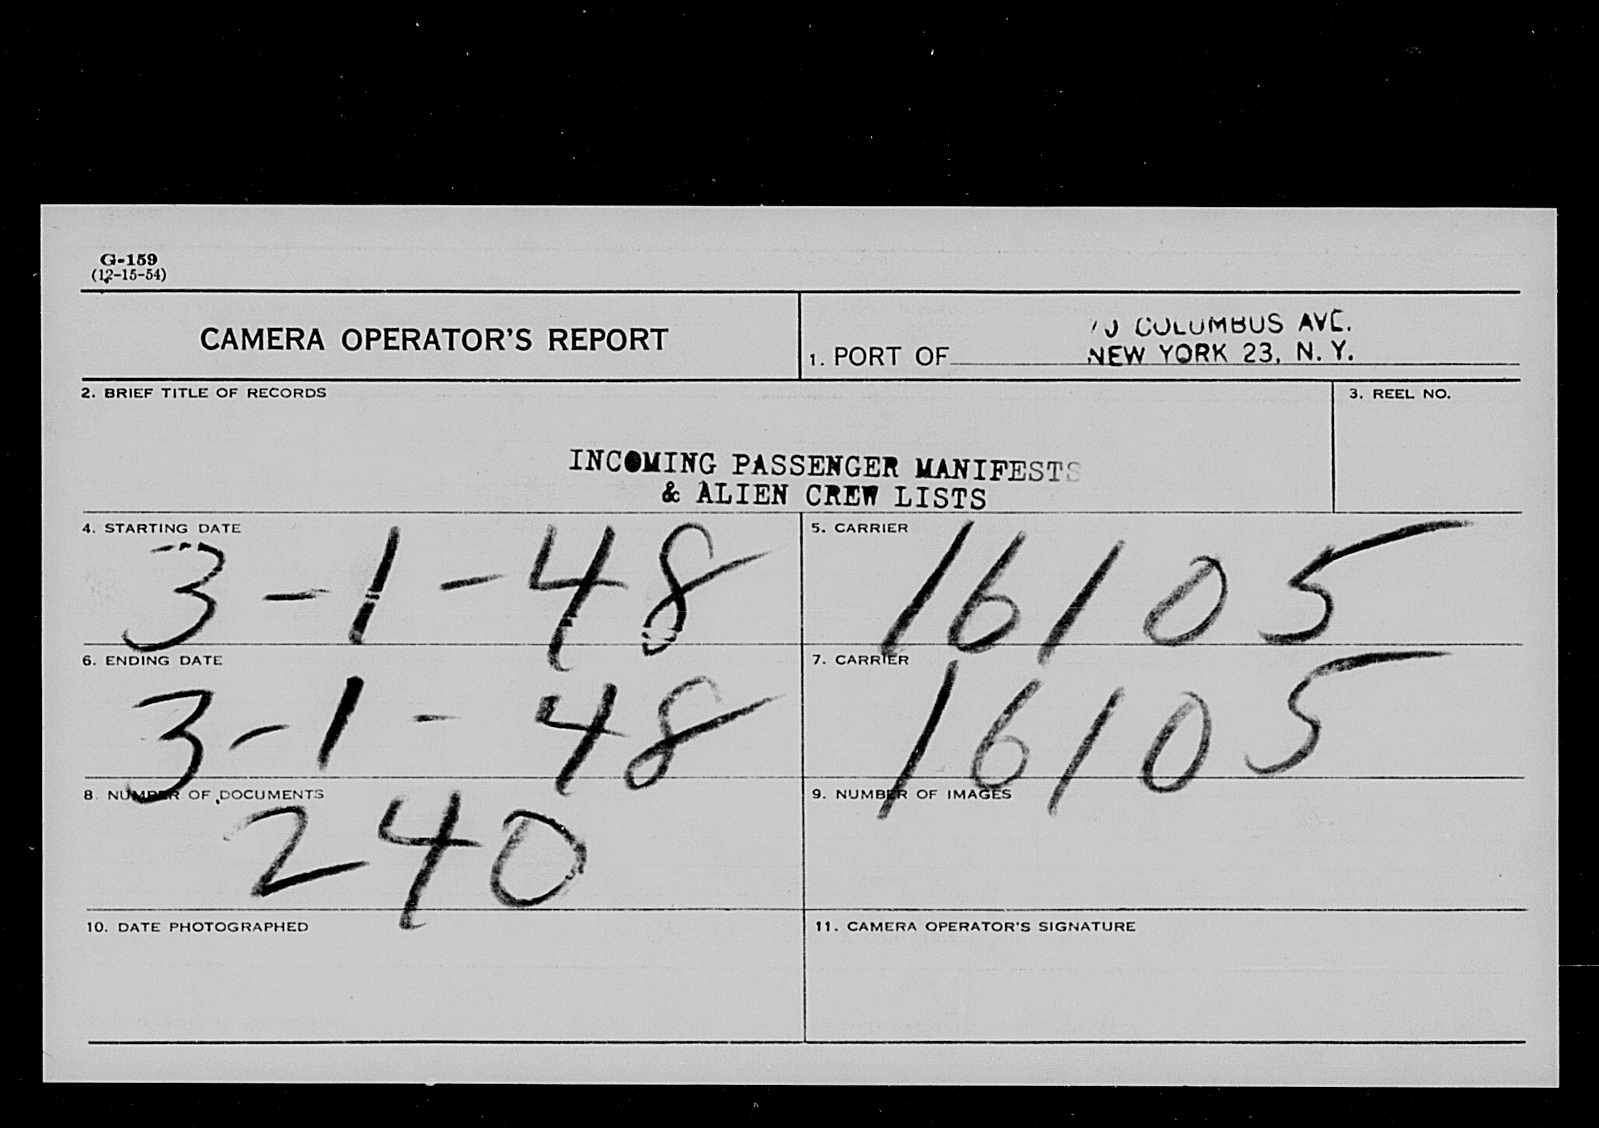 G-159
(12-15-54)
CAMERA OPERATOR'S REPORT
1. PORT OF
COLUMBUS AVE.
NEW YORK 23, N.Y.
2. BRIEF TITLE OF RECORDS
3. REEL NO.
INCOMING PASSENGER MANIFESTS
& ALIEN CREW LISTS
4. STARTING DATE
3-1-48
5. CARRIER
16105
6. ENDING DATE
3-1-48
7. CARRIER
16105
8. NUMBER OF DOCUMENTS
240
9. NUMBER OF IMAGES
10. DATE PHOTOGRAPHED
11. CAMERA OPERATOR'S SIGNATURE